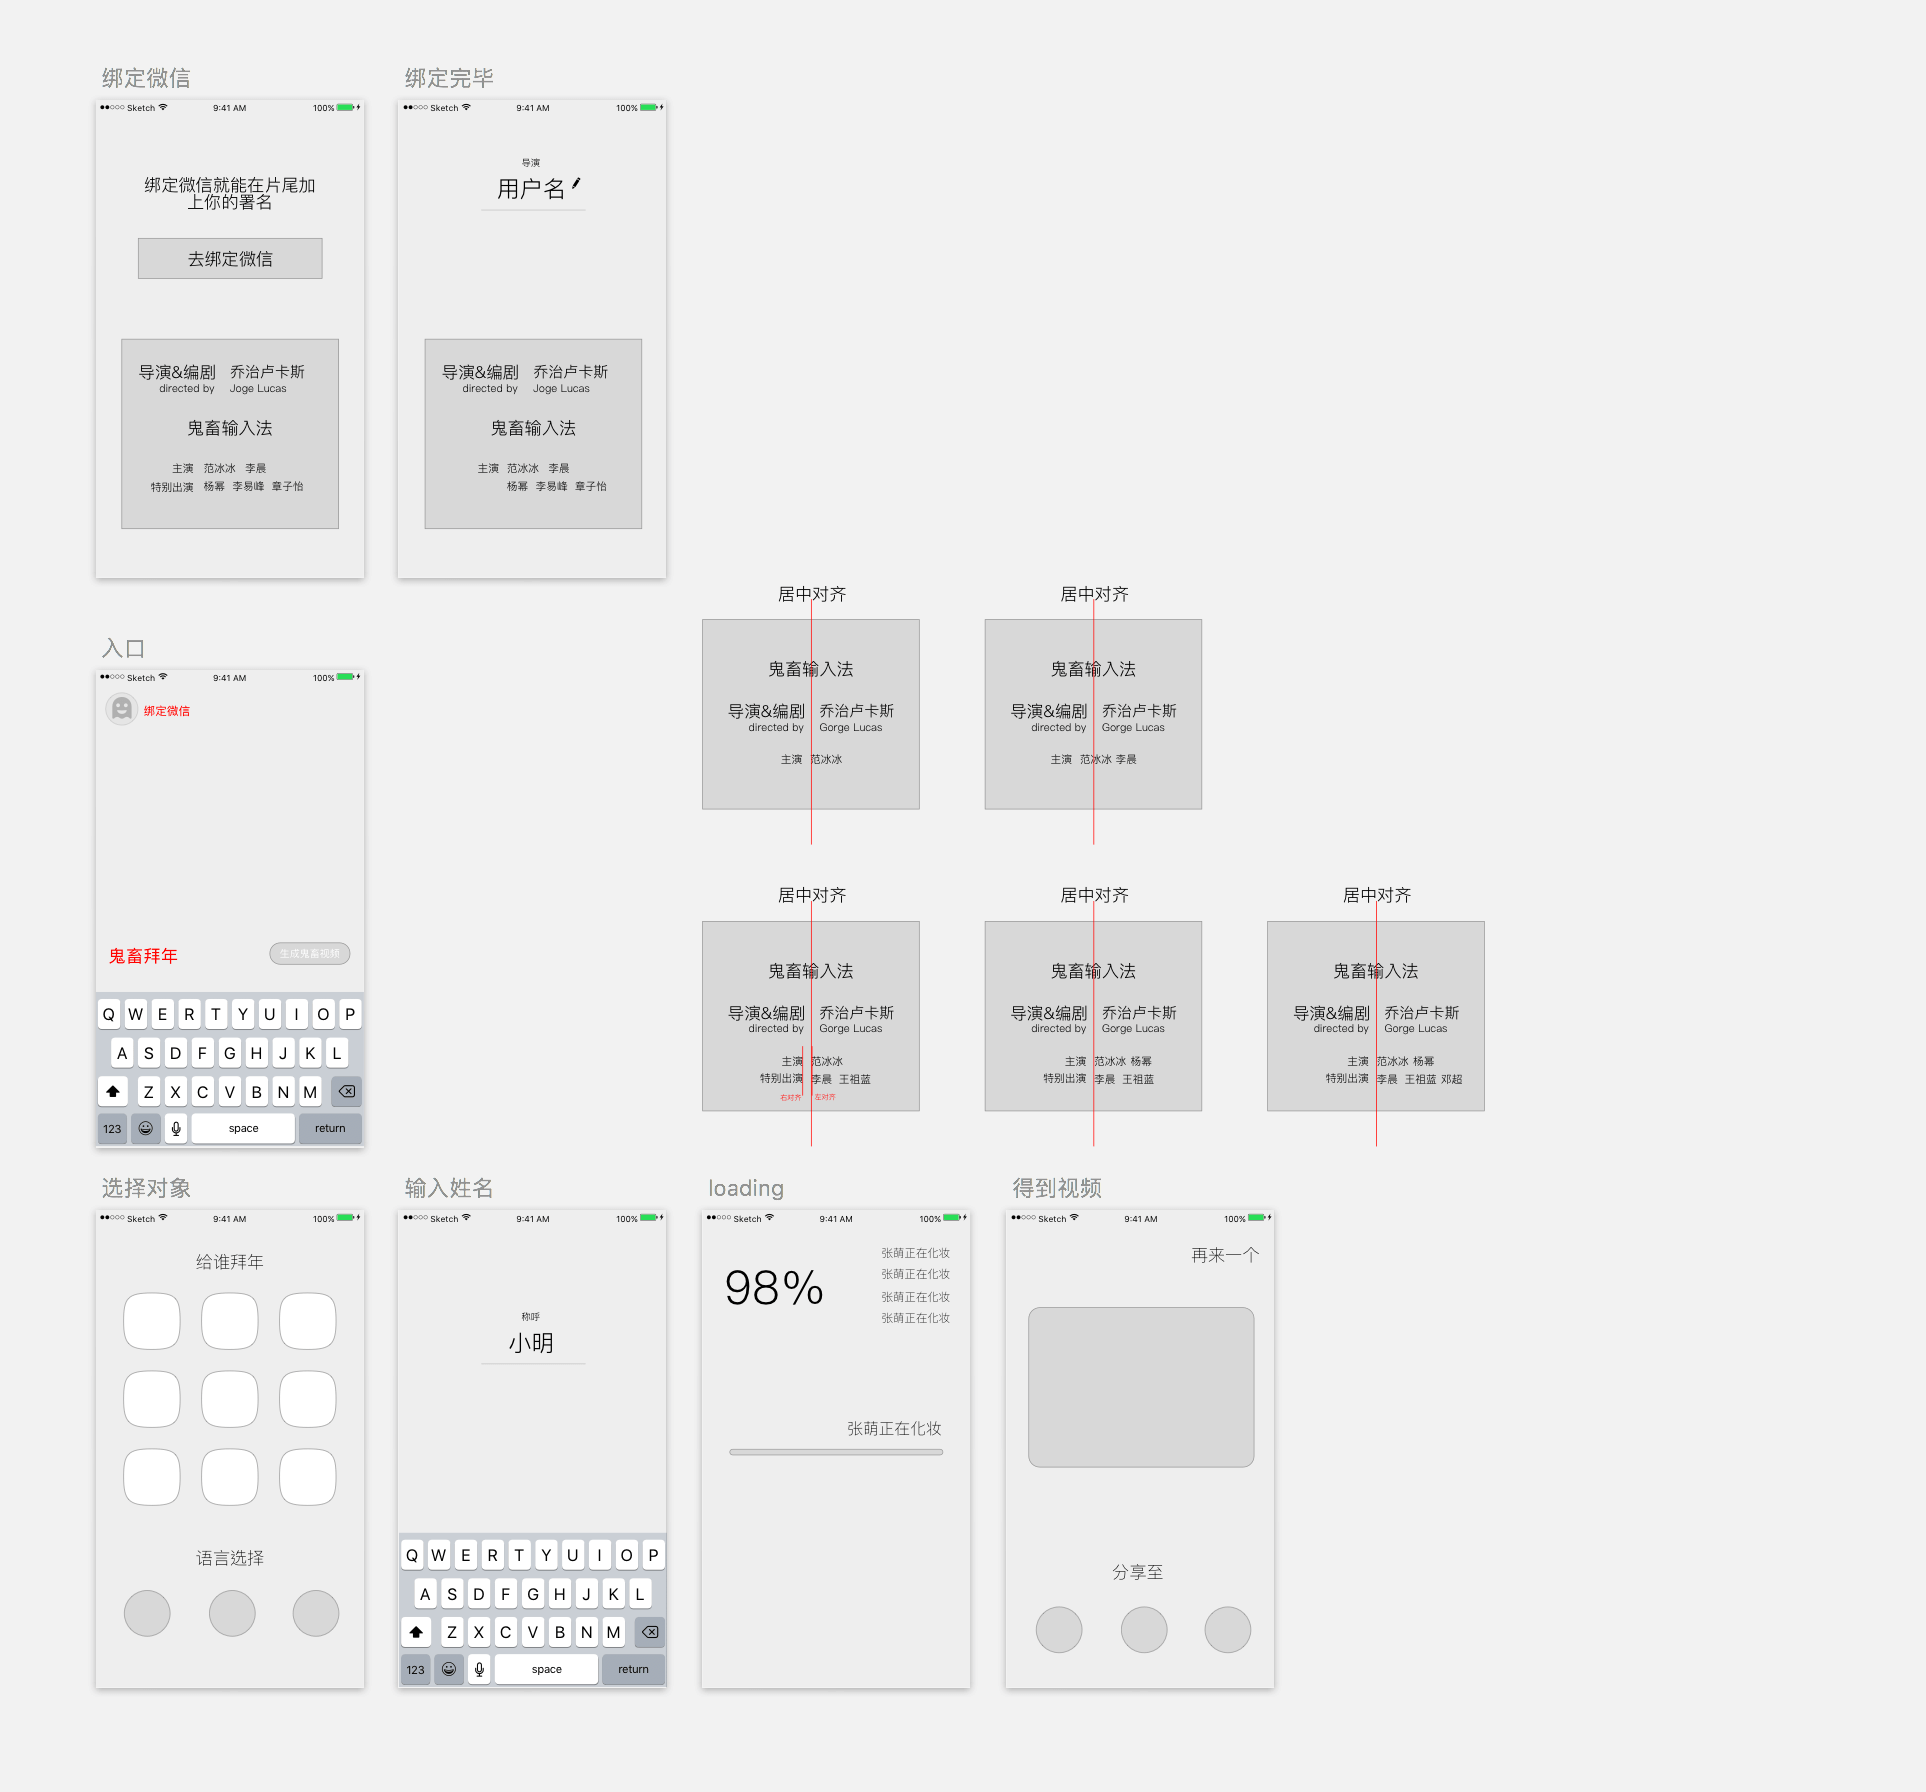 绑定微信
Sketch 9:41 AM 100%
绑定微信就能在片尾加
上你的署名
去绑定微信
导演&编剧 乔治卢卡斯
directed by Joge Lucas
鬼畜输入法
主演 范冰冰 李晨
特别出演 杨幂 李易峰 章子怡
绑定完毕
Sketch 9:41 AM 100%
导演
用户名
导演&编剧 乔治卢卡斯
directed by Joge Lucas
鬼畜输入法
主演 范冰冰 李晨
杨幂 李易峰 章子怡
入口
Sketch 9:41 AM 100%
绑定微信
鬼畜拜年 生成鬼畜视频
Q W E R T Y U I O P
A S D F G H J K L
Z X C V B N M
123 space return
居中对齐
鬼畜输入法
导演&编剧 乔治卢卡斯
directed by Gorge Lucas
主演 范冰冰
居中对齐
鬼畜输入法
导演&编剧 乔治卢卡斯
directed by Gorge Lucas
主演 范冰冰 李晨
居中对齐
鬼畜输入法
导演&编剧 乔治卢卡斯
directed by Gorge Lucas
主演 范冰冰
特别出演 李晨 王祖蓝
右对齐 左对齐
居中对齐
鬼畜输入法
导演&编剧 乔治卢卡斯
directed by Gorge Lucas
主演 范冰冰 杨幂
特别出演 李晨 王祖蓝
居中对齐
鬼畜输入法
导演&编剧 乔治卢卡斯
directed by Gorge Lucas
主演 范冰冰 杨幂
特别出演 李晨 王祖蓝 邓超
选择对象
Sketch 9:41 AM 100%
给谁拜年
语言选择
输入姓名
Sketch 9:41 AM 100%
称呼
小明
Q W E R T Y U I O P
A S D F G H J K L
Z X C V B N M
123 space return
loading
Sketch 9:41 AM 100%
98%
张萌正在化妆
张萌正在化妆
张萌正在化妆
张萌正在化妆
张萌正在化妆
得到视频
Sketch 9:41 AM 100%
再来一个
分享至